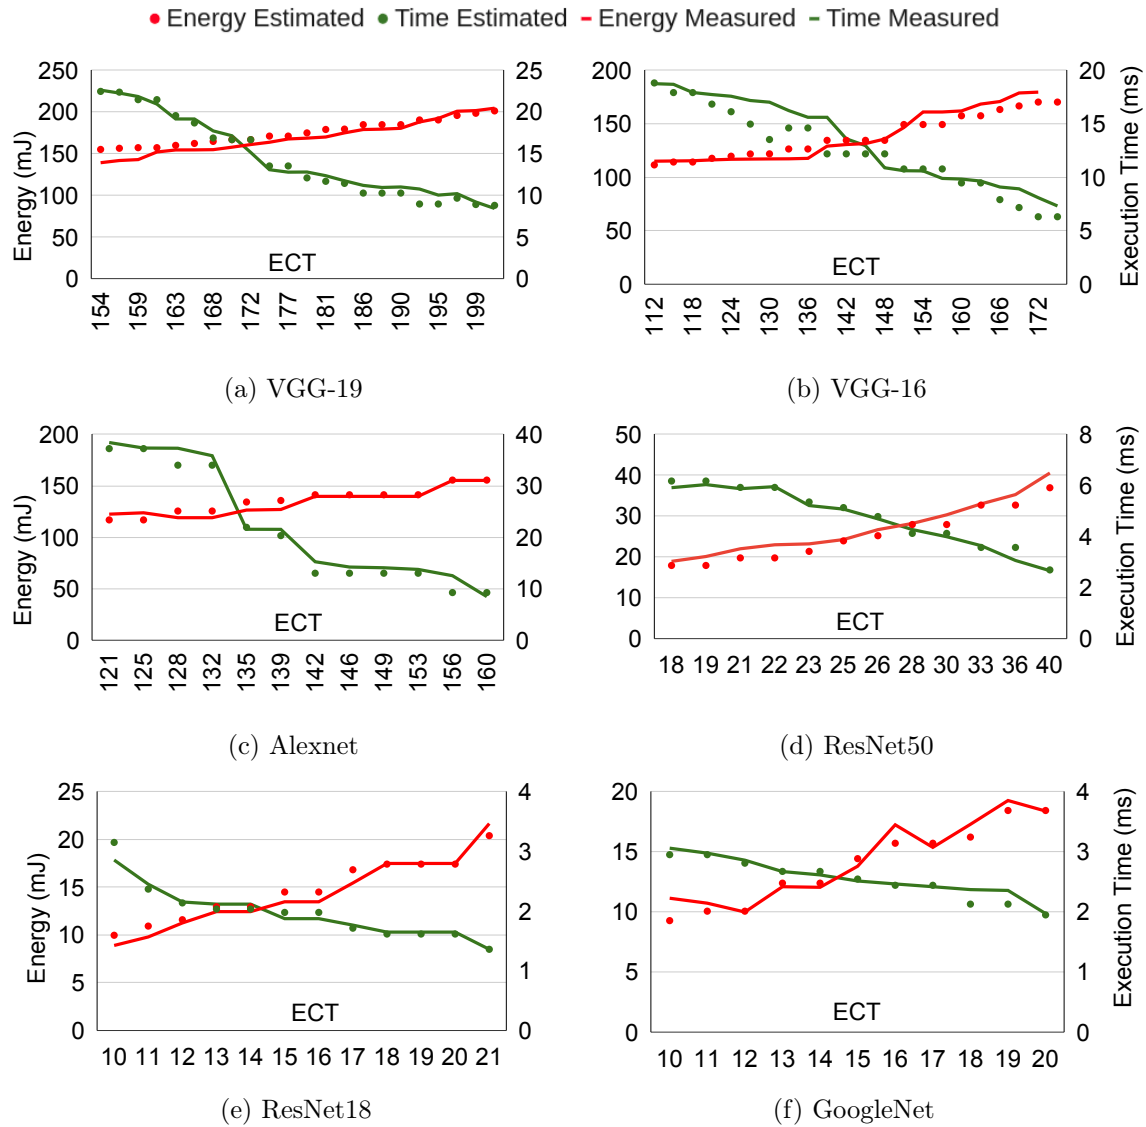 Energy Estimated Time Estimated Energy Measured Time Measured
250 200 150 100 50 0
Energy (mJ)
25 20 15 10 5 0
ECT
154 159 163 168 172 177 181 186 190 195 199
(a) VGG-19
200 150 100 50 0
20 15 10 5 0
Execution Time (ms)
ECT
112 118 124 130 136 142 148 154 160 166 172
(b) VGG-16
200 150 100 50 0
Energy (mJ)
40 30 20 10 0
ECT
121 125 128 132 135 139 142 146 149 153 156 160
(c) Alexnet
50 40 30 20 10 0
8 6 4 2 0
Execution Time (ms)
ECT
18 19 21 22 23 25 26 28 30 33 36 40
(d) ResNet50
25 20 15 10 5 0
Energy (mJ)
4 3 2 1 0
ECT
10 11 12 13 14 15 16 17 18 19 20 21
(e) ResNet18
20 15 10 5 0
4 3 2 1 0
Execution Time (ms)
ECT
10 11 12 13 14 15 16 17 18 19 20
(f) GoogleNet